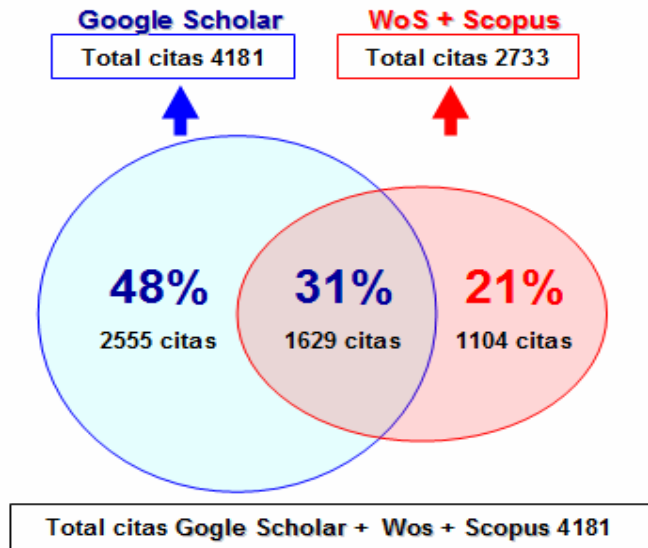 Google Scholar
WoS + Scopus
Total citas 4181
Total citas 2733
48%
31%
21%
2555 citas
1629 citas
1104 citas
Total citas Gogle Scholar + Wos + Scopus 4181